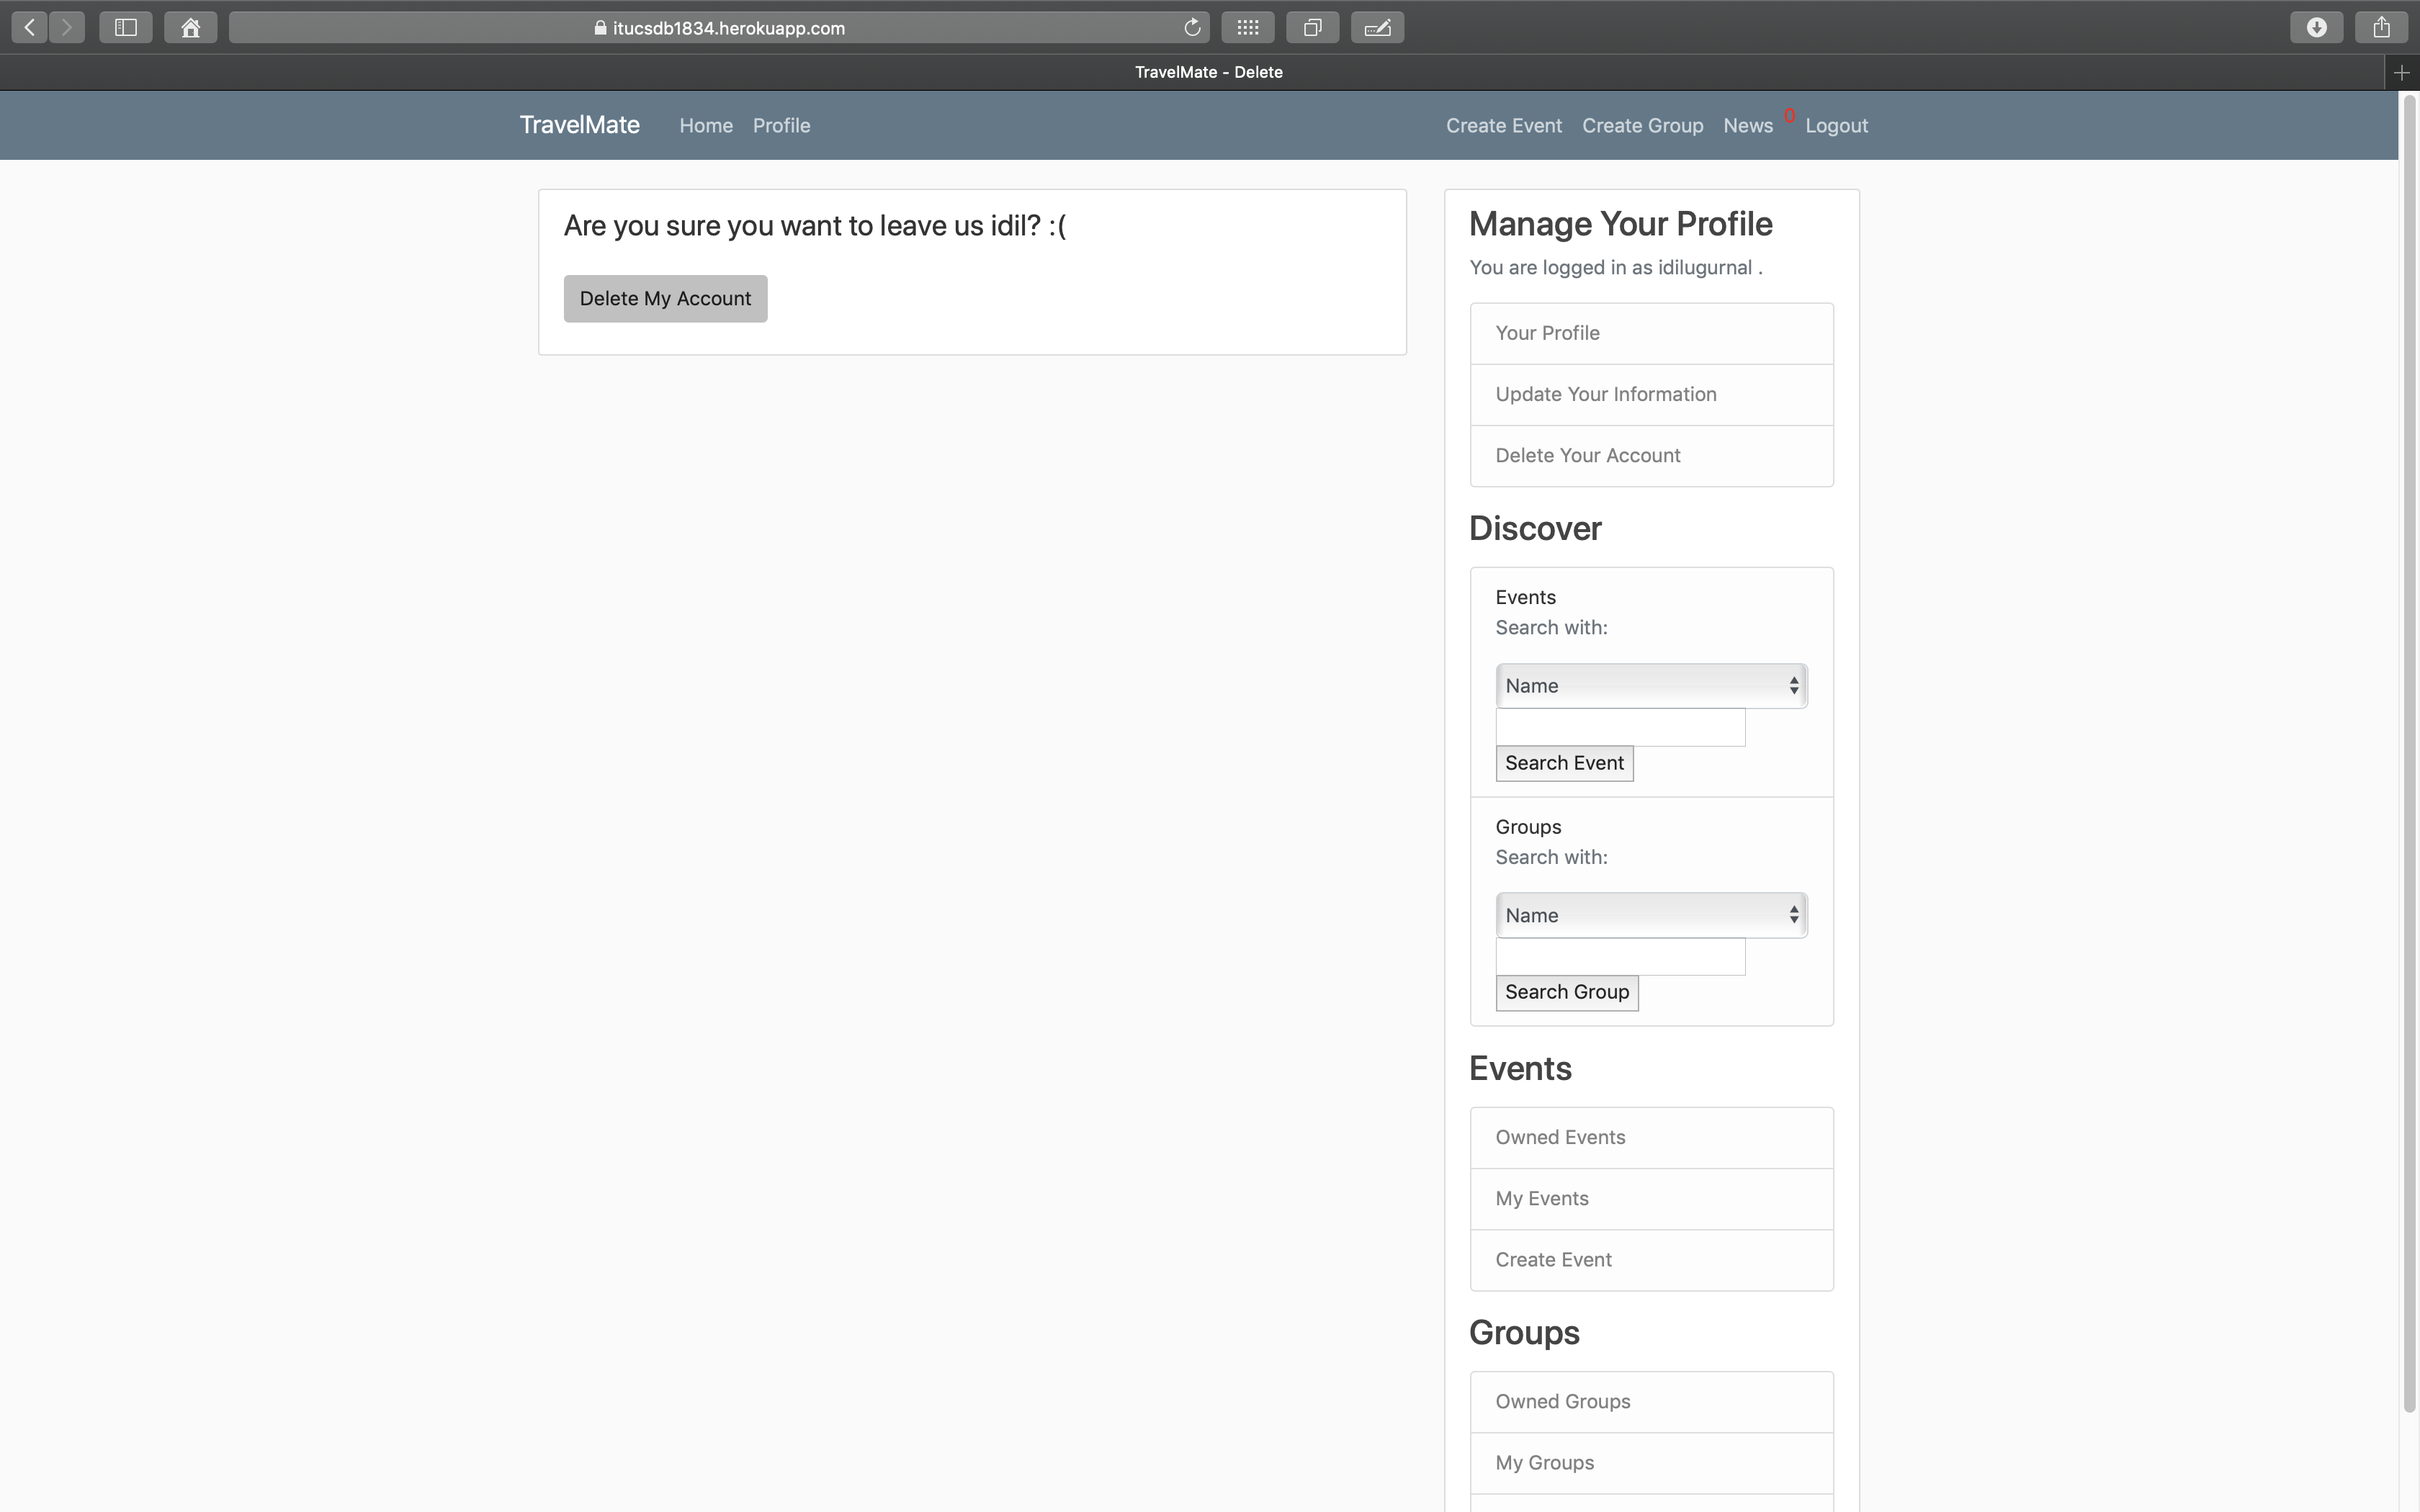 itucsdb1834.herokuapp.com
TravelMate - Delete
TravelMate Home Profile Create Event Create Group News 0 Logout
Are you sure you want to leave us idil? :(
Delete My Account
Manage Your Profile
You are logged in as idilugurnal .
Your Profile
Update Your Information
Delete Your Account
Discover
Events
Search with:
Name
Search Event
Groups
Search with:
Name
Search Group
Events
Owned Events
My Events
Create Event
Groups
Owned Groups
My Groups